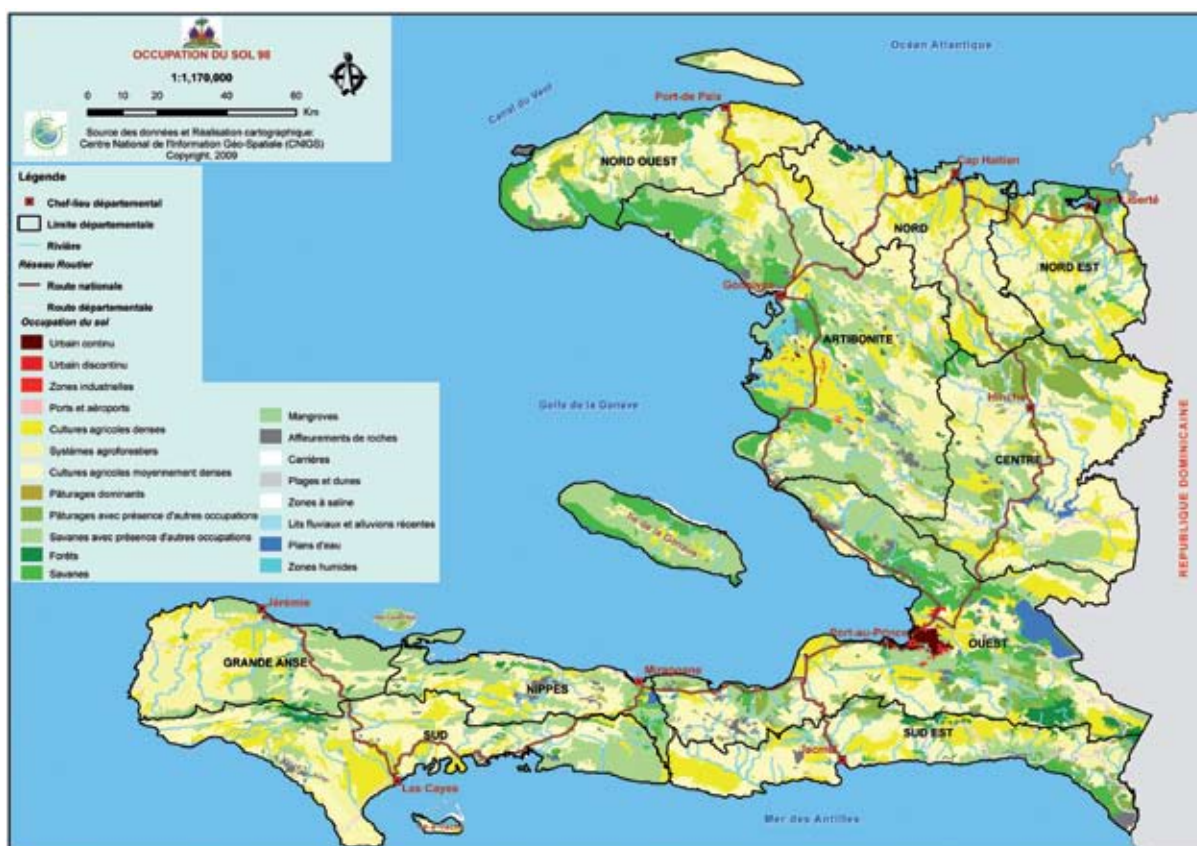 OCCUPATION DU SOL 98
1:1,170,000
0 10 20 40 60
Km
Source des données et Réalisation cartographique:
Centre National de l'Information Géo-Spatiale (CNIGS)
Copyright, 2009
Légende
Chef-lieu départemental
Limite départementale
Rivière
Réseau Routier
Route nationale
Route départementale
Occupation du sol
Urbain continu
Urbain discontinu
Zones industrielles
Ports et aéroports
Cultures agricoles denses
Systèmes agroforestiers
Cultures agricoles moyennement denses
Pâturages dominants
Pâturages avec présence d'autres occupations
Savanes avec présence d'autres occupations
Forêts
Savanes
Mangroves
Affleurements de roches
Carrières
Plages et dunes
Zones à saline
Lits fluviaux et alluvions récentes
Plans d'eau
Zones humides
Océan Atlantique
Canal du Vent
Port-de Paix
NORD OUEST
Cap Haïtien
Liberté
NORD
NORD EST
Gonaives
ARTIBONITE
Hinche
CENTRE
Golfe de la Gonave
Ile de la Gonave
REPUBLIQUE DOMINICAINE
Jérémie
Port-au-Prince
OUEST
GRANDE ANSE
Miragoane
NIPPES
SUD
SUD EST
Jacmel
Las Cayes
Mer des Antilles